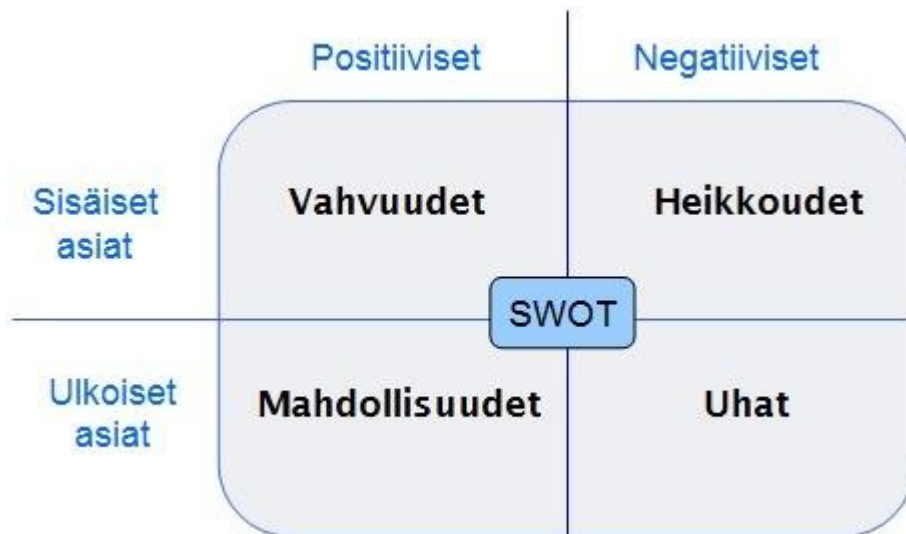 Positiiviset
Negatiiviset
Sisäiset
asiat
Vahvuudet
Heikkoudet
SWOT
Ulkoiset
asiat
Mahdollisuudet
Uhat